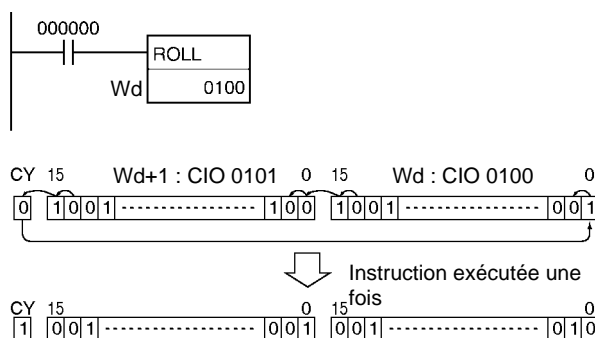 000000
ROLL
Wd 0100
CY 15 Wd+1 : CIO 0101 0 15 Wd : CIO 0100 0
0 1 0 0 1 1 0 0 1 0 0 1 0 0 1
Instruction exécutée une
fois
CY 15 0 15 0
1 0 0 1 0 0 1 0 0 1 0 1 0